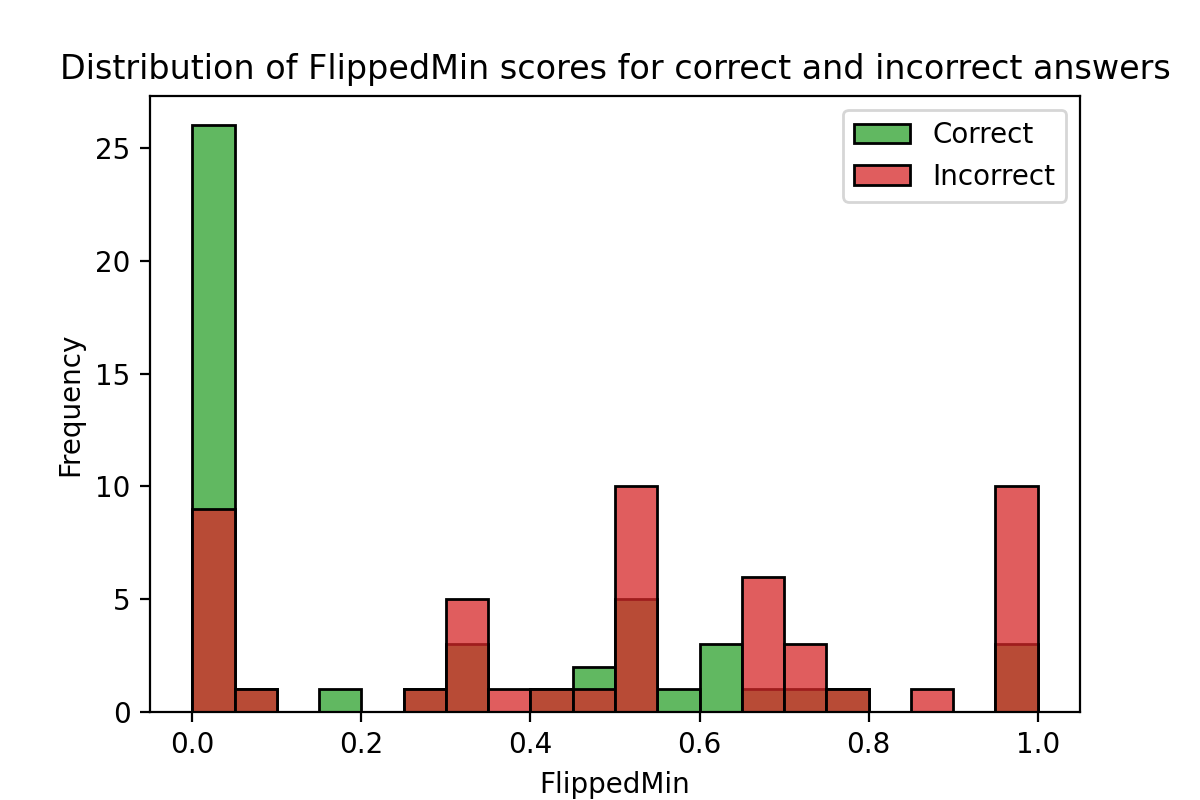 Distribution of FlippedMin scores for correct and incorrect answers
Correct
Incorrect
25
20
15
10
5
0
Frequency
0.0 0.2 0.4 0.6 0.8 1.0
FlippedMin